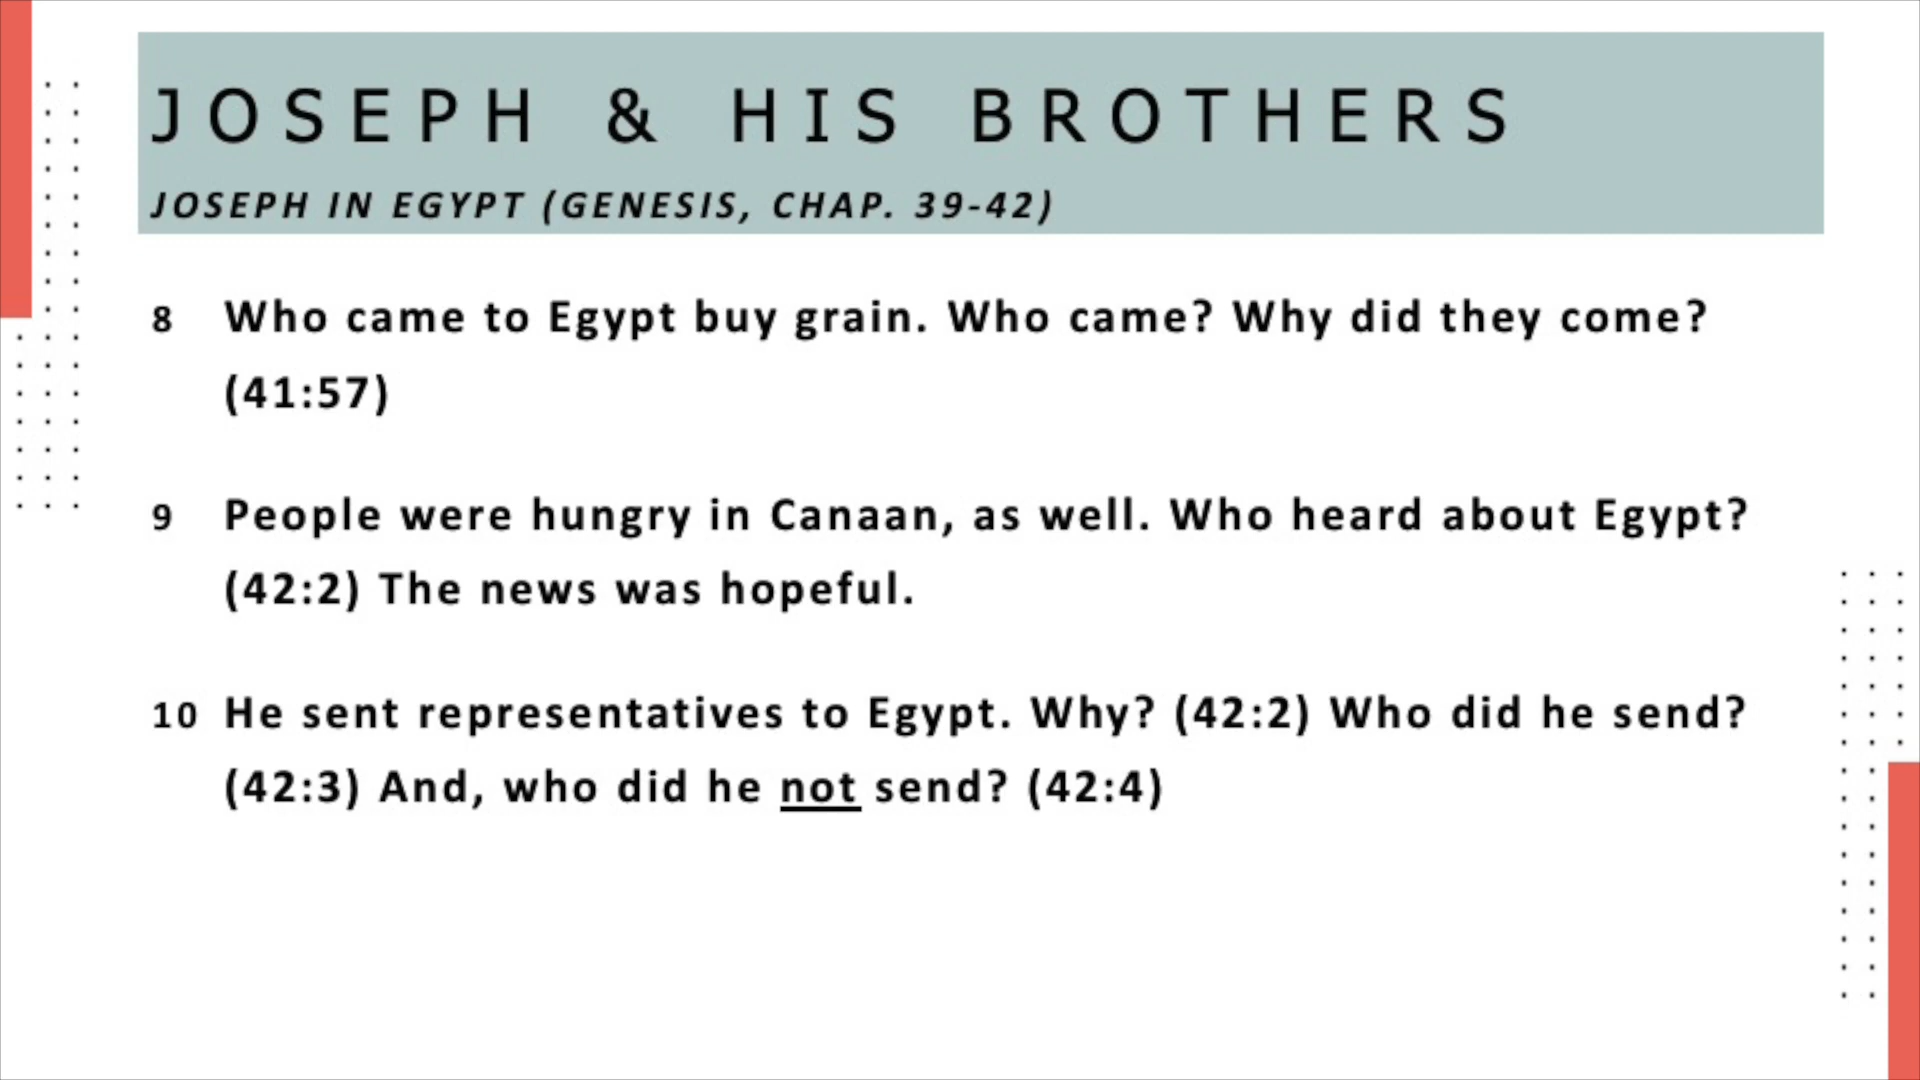 JOSEPH & HIS BROTHERS
JOSEPH IN EGYPT (GENESIS, CHAP. 39-42)
8 Who came to Egypt buy grain. Who came? Why did they come?
(41:57)
9 People were hungry in Canaan, as well. Who heard about Egypt?
(42:2) The news was hopeful.
10 He sent representatives to Egypt. Why? (42:2) Who did he send?
(42:3) And, who did he not send? (42:4)